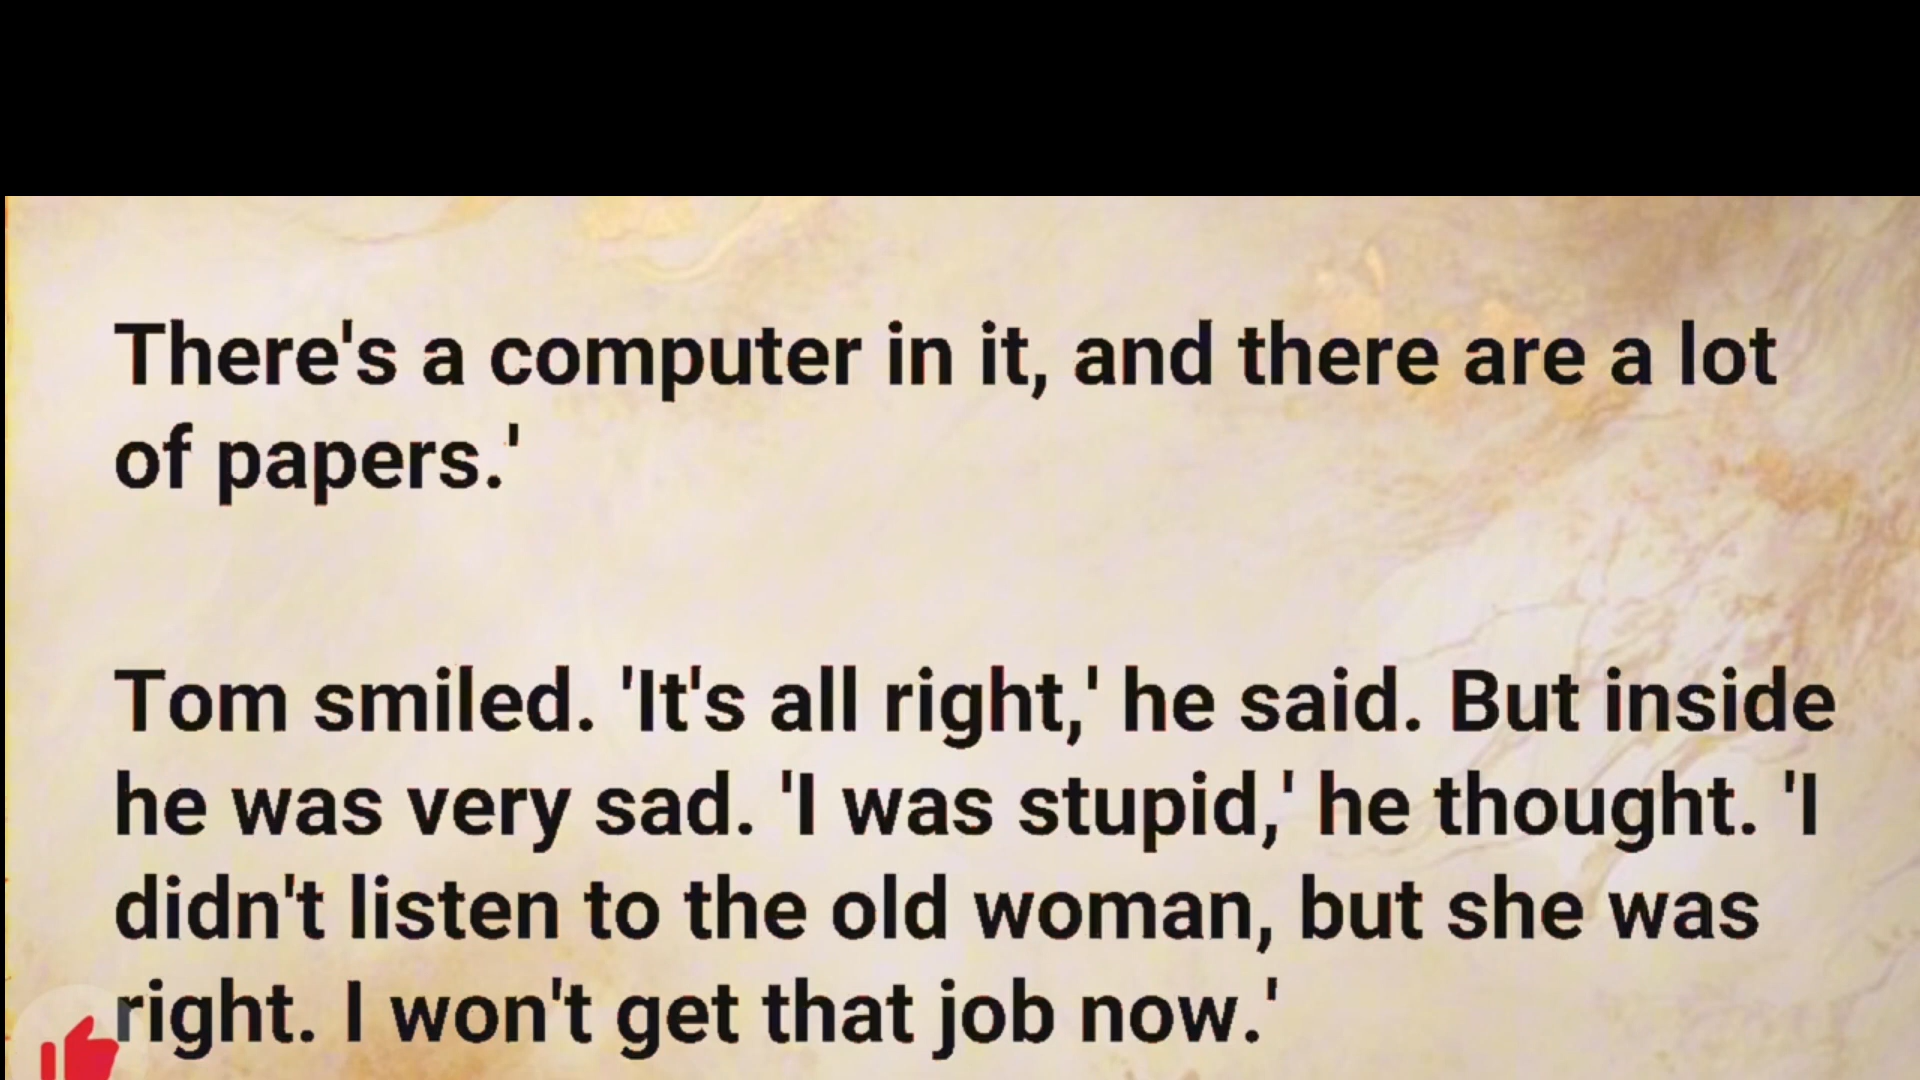 There's a computer in it, and there are a lot
of papers.'
Tom smiled. 'It's all right,' he said. But inside
he was very sad. 'I was stupid,' he thought. 'I
didn't listen to the old woman, but she was
right. I won't get that job now.'